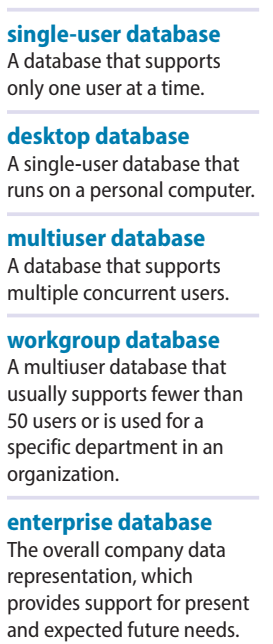 single-user database
A database that supports
only one user at a time.
desktop database
A single-user database that
runs on a personal computer.
multiuser database
A database that supports
multiple concurrent users.
workgroup database
A multiuser database that
usually supports fewer than
50 users or is used for a
specific department in an
organization.
enterprise database
The overall company data
representation, which
provides support for present
and expected future needs.